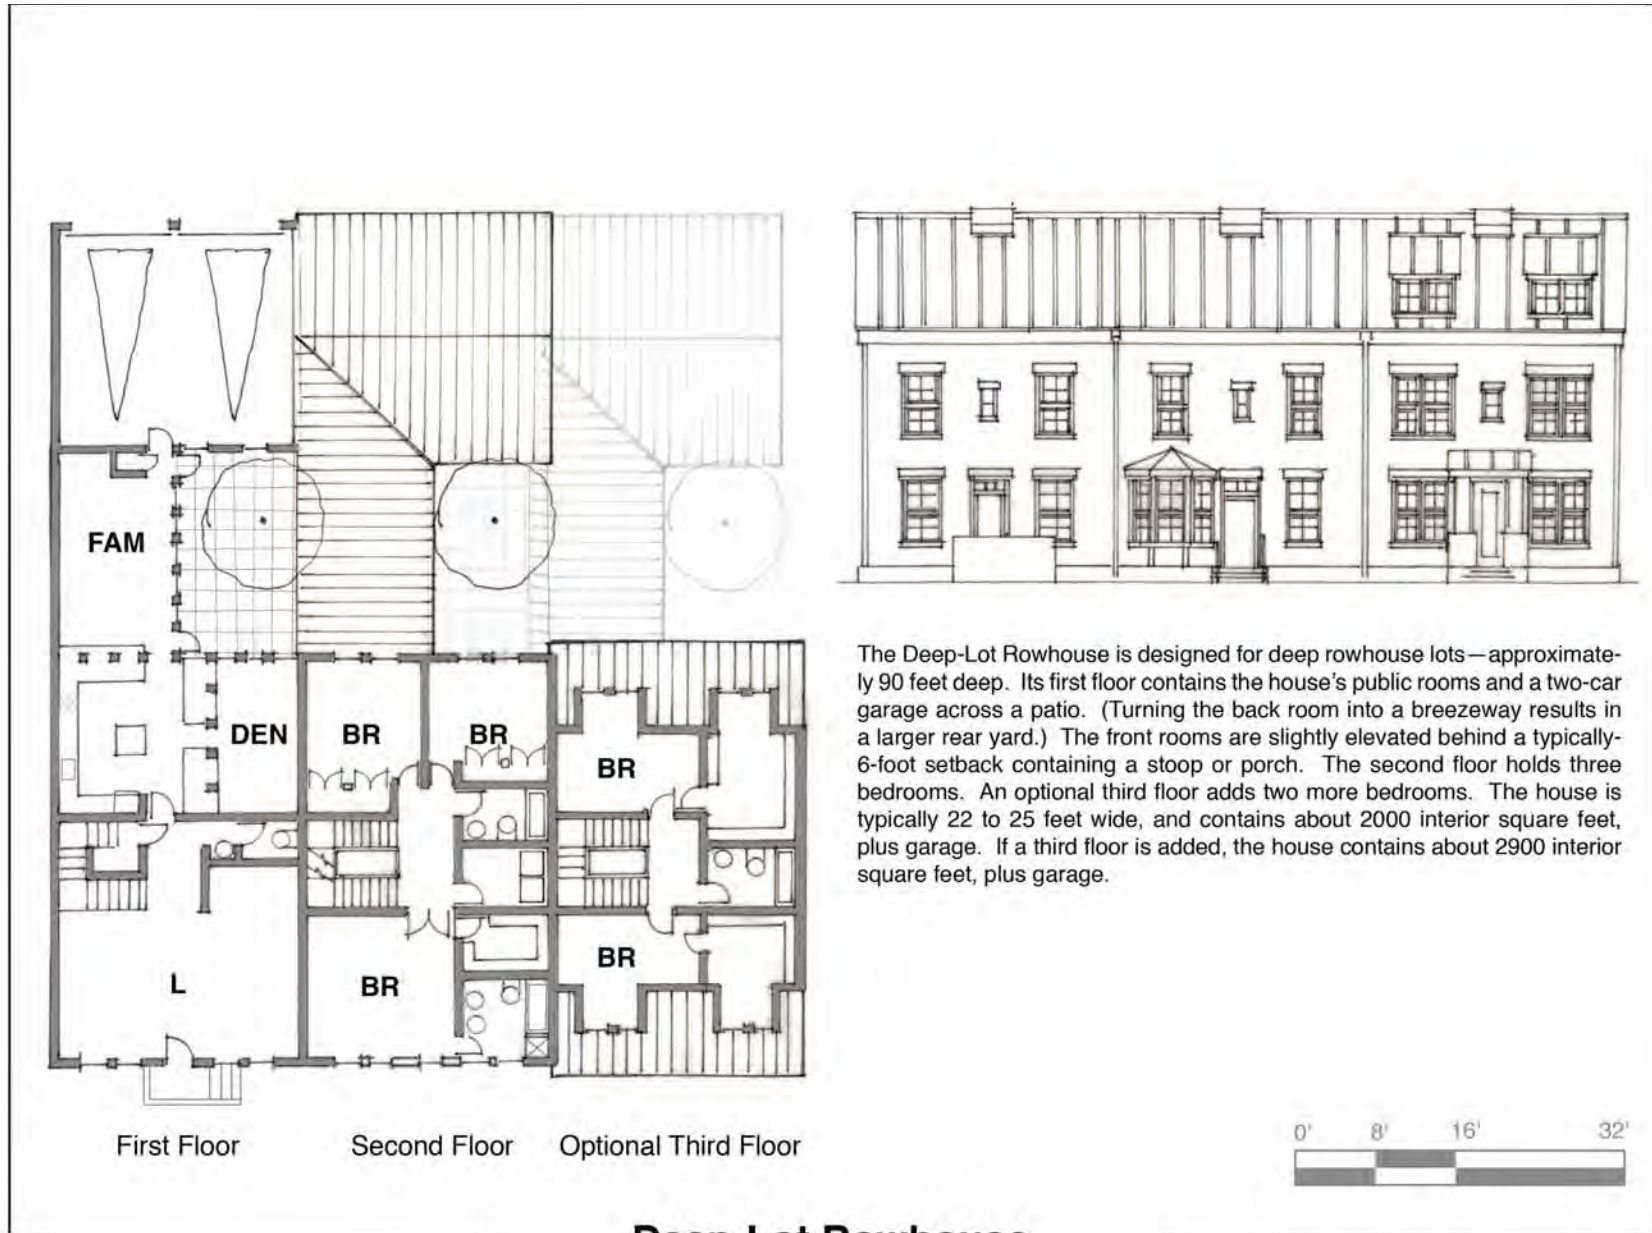 FAM
DEN
BR
BR
BR
L
BR
BR
First Floor
Second Floor
Optional Third Floor
The Deep-Lot Rowhouse is designed for deep rowhouse lots—approximate-
ly 90 feet deep. Its first floor contains the house's public rooms and a two-car
garage across a patio. (Turning the back room into a breezeway results in
a larger rear yard.) The front rooms are slightly elevated behind a typically-
6-foot setback containing a stoop or porch. The second floor holds three
bedrooms. An optional third floor adds two more bedrooms. The house is
typically 22 to 25 feet wide, and contains about 2000 interior square feet,
plus garage. If a third floor is added, the house contains about 2900 interior
square feet, plus garage.
0' 8' 16' 32'
Deep-Lot Rowhouse